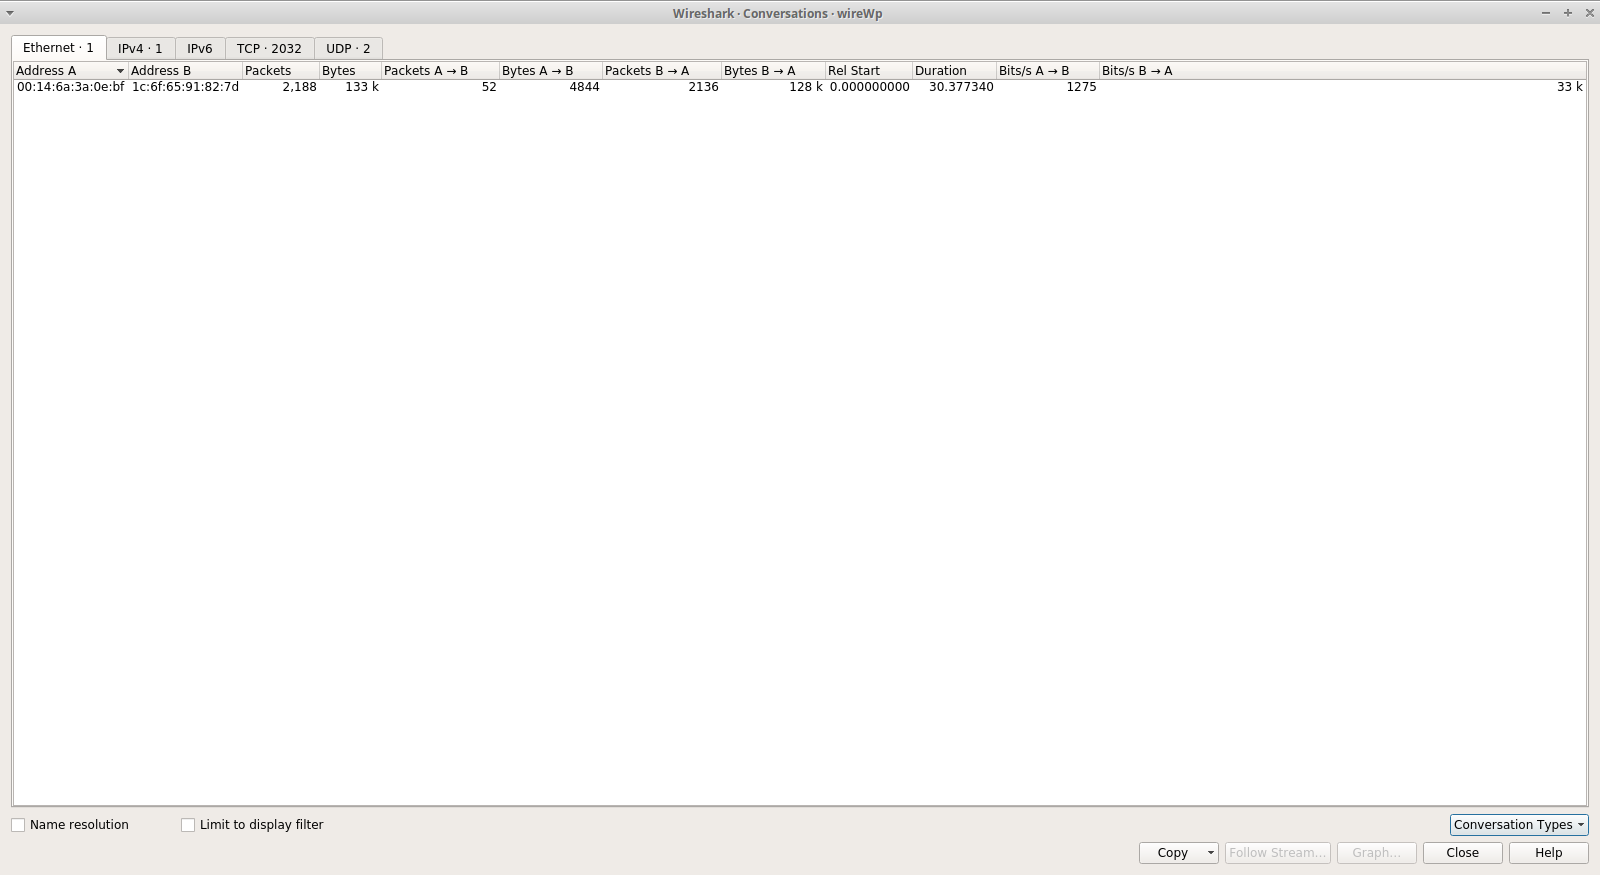 Wireshark · Conversations · wireWp
Ethernet · 1 IPv4 · 1 IPv6 TCP · 2032 UDP · 2
Address A Address B Packets Bytes Packets A → B Bytes A → B Packets B → A Bytes B → A Rel Start Duration Bits/s A → B Bits/s B → A
00:14:6a:3a:0e:bf 1c:6f:65:91:82:7d 2,188 133 k 52 4844 2136 128 k 0.000000000 30.377340 1275 33 k
Name resolution Limit to display filter Conversation Types
Copy Follow Stream... Graph... Close Help